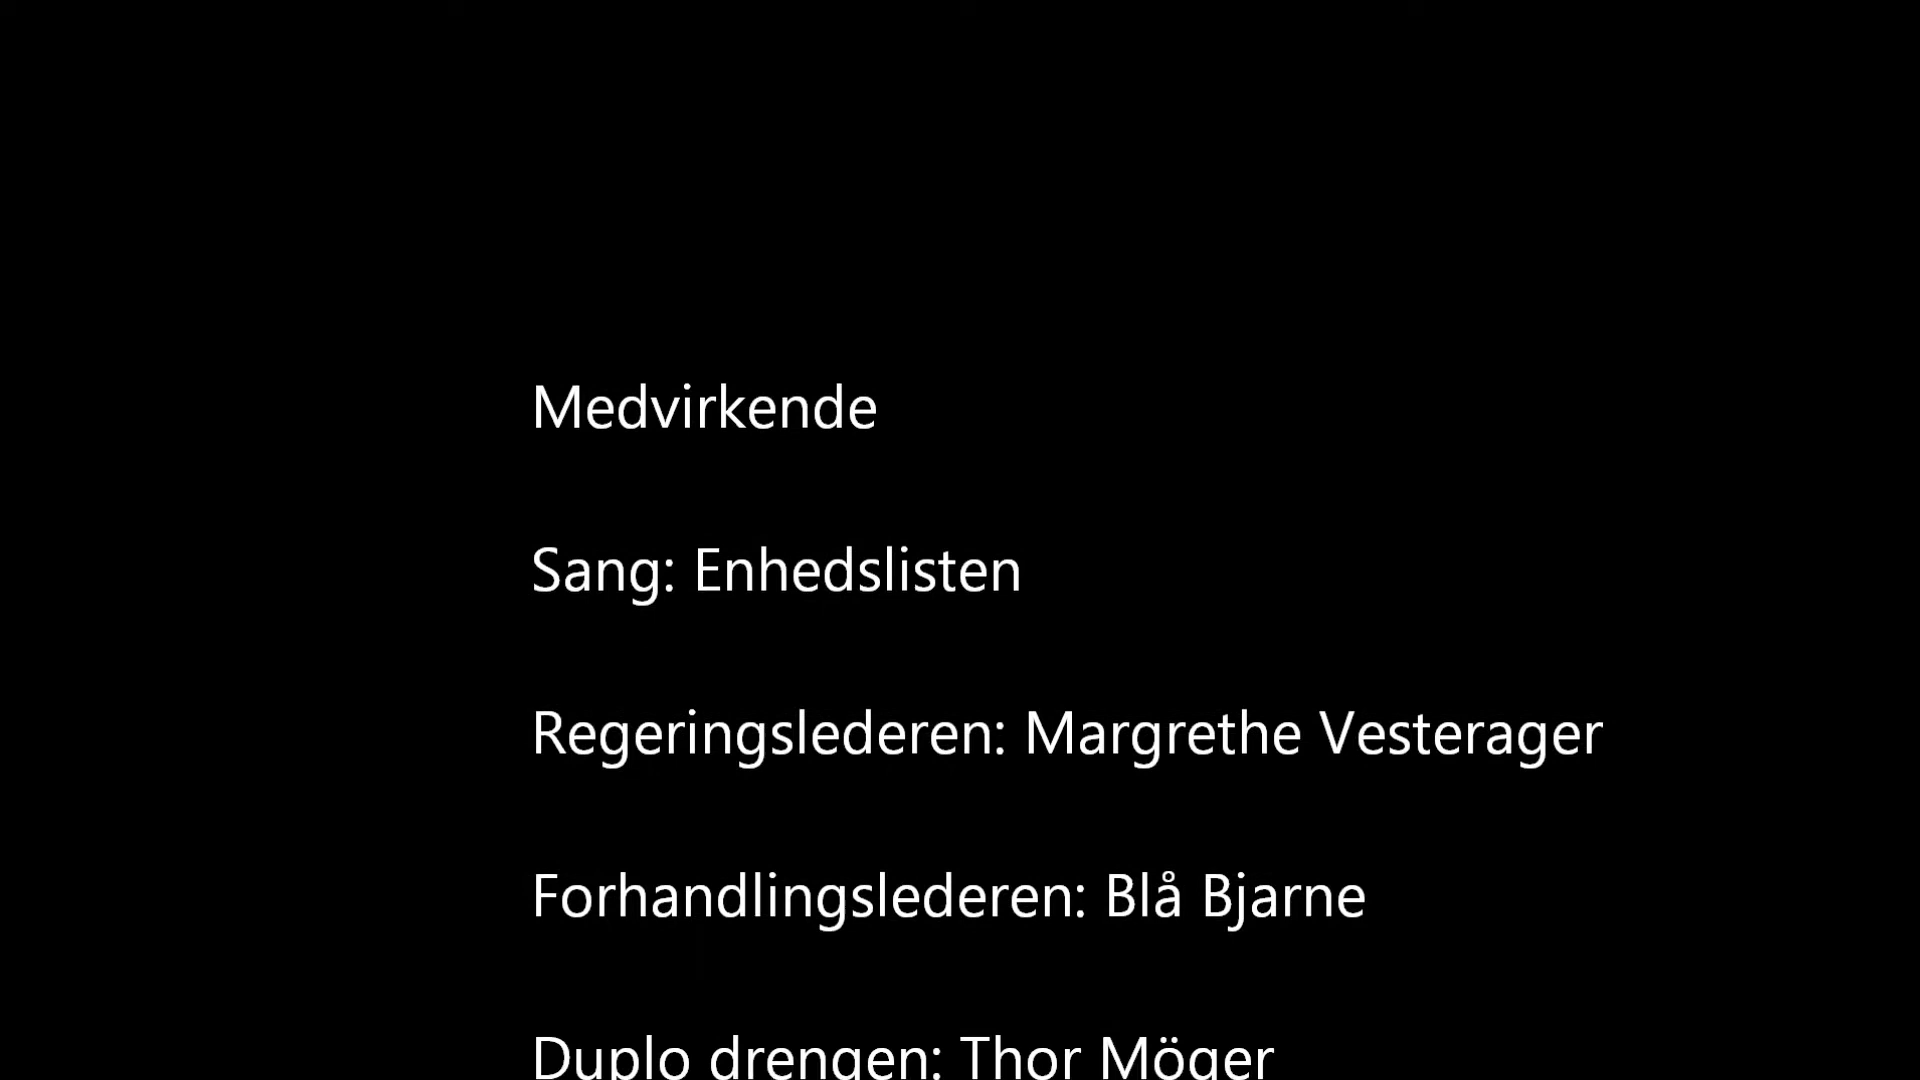 Medvirkende
Sang: Enhedslisten
Regeringslederen: Margrethe Vesterager
Forhandlingslederen: Blå Bjarne
Duplo drengen: Thor Möger